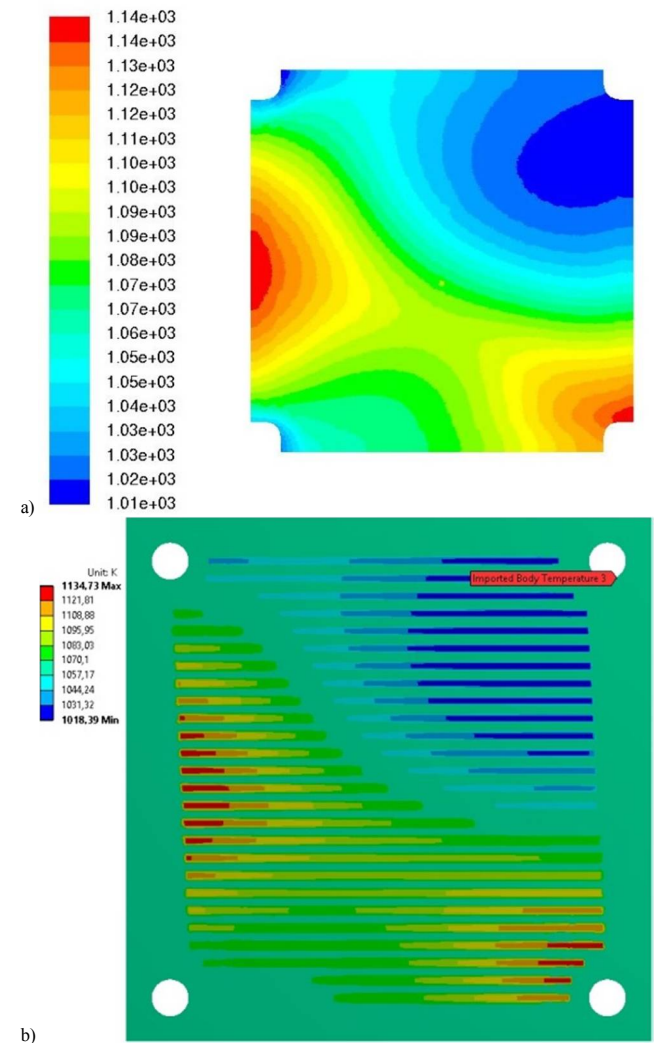 1.14e+03
1.14e+03
1.13e+03
1.12e+03
1.12e+03
1.11e+03
1.10e+03
1.10e+03
1.09e+03
1.09e+03
1.08e+03
1.07e+03
1.07e+03
1.06e+03
1.05e+03
1.05e+03
1.04e+03
1.03e+03
1.03e+03
1.02e+03
1.01e+03
a)
Unit: K
1134,73 Max
1121,81
1108,88
1095,95
1083,03
1070,1
1057,17
1044,24
1031,32
1018,39 Min
Imported Body Temperature 3
b)